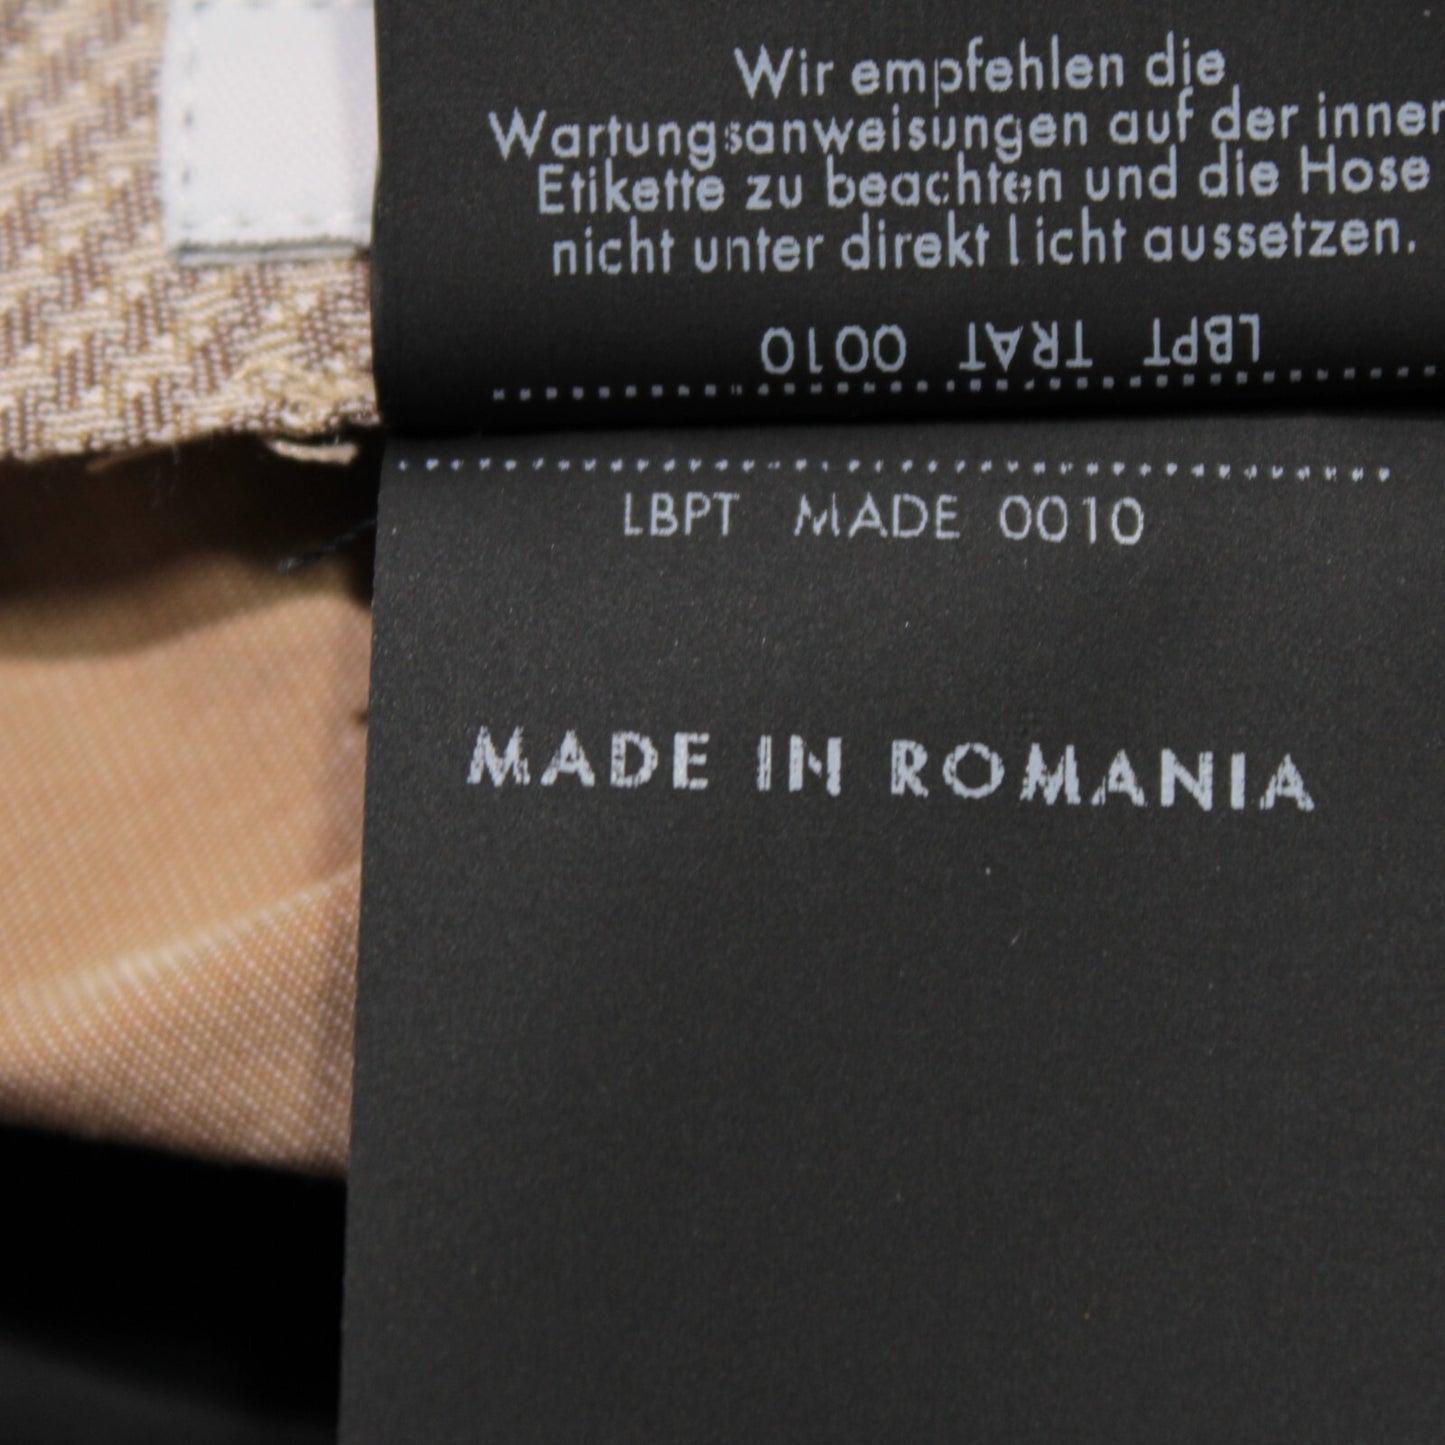 Wir empfehlen die
Wartungsanweisungen auf der inner
Etikette zu beachten und die Hose
nicht unter direkt Licht aussetzen.
LBPT TRAT 0010
LBPT MADE 0010
MADE IN ROMANIA